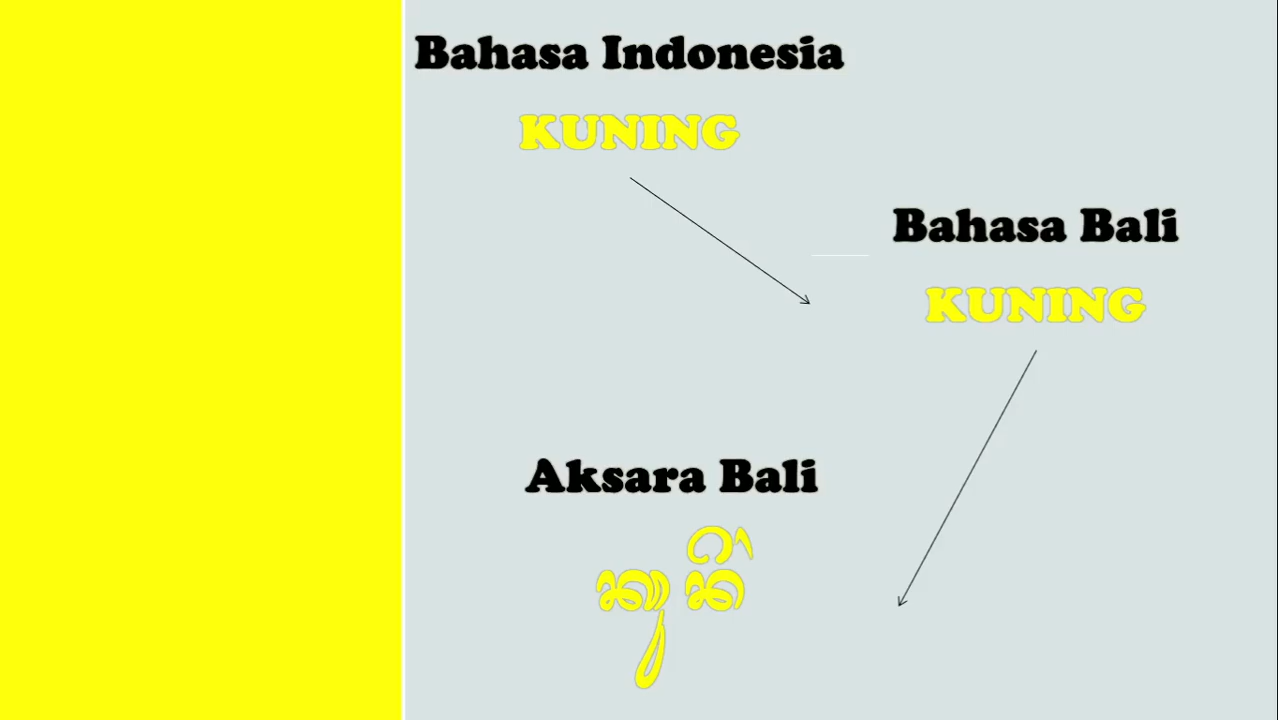 Bahasa Indonesia
KUNING
Bahasa Bali
KUNING
Aksara Bali
ᬓᬸᬦᬶᬂ